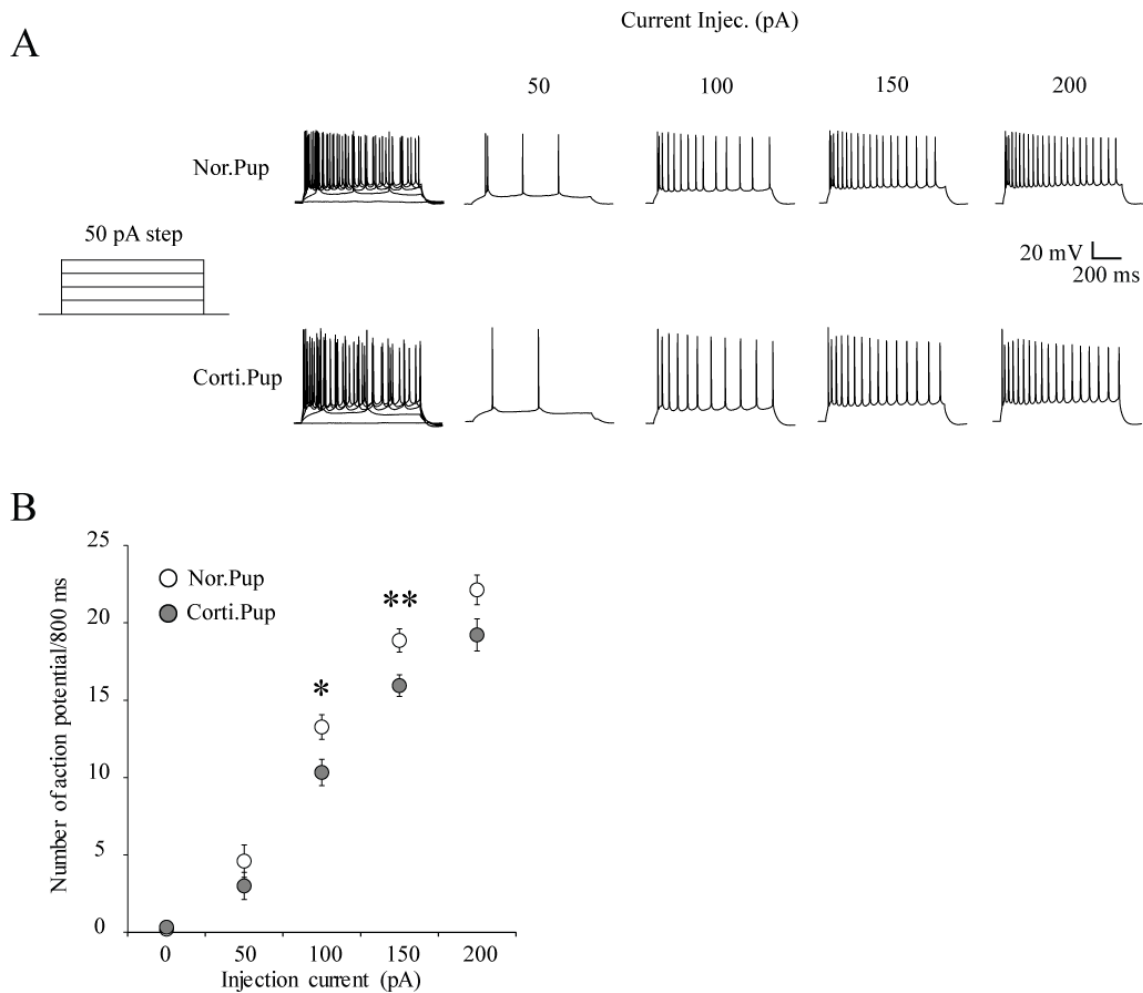 A
Current Injec. (pA)
50 100 150 200
Nor.Pup
50 pA step
20 mV
200 ms
Corti.Pup
B
25
20
15
10
5
0
Number of action potential/800 ms
Nor.Pup
Corti.Pup
*
**
0 50 100 150 200
Injection current (pA)